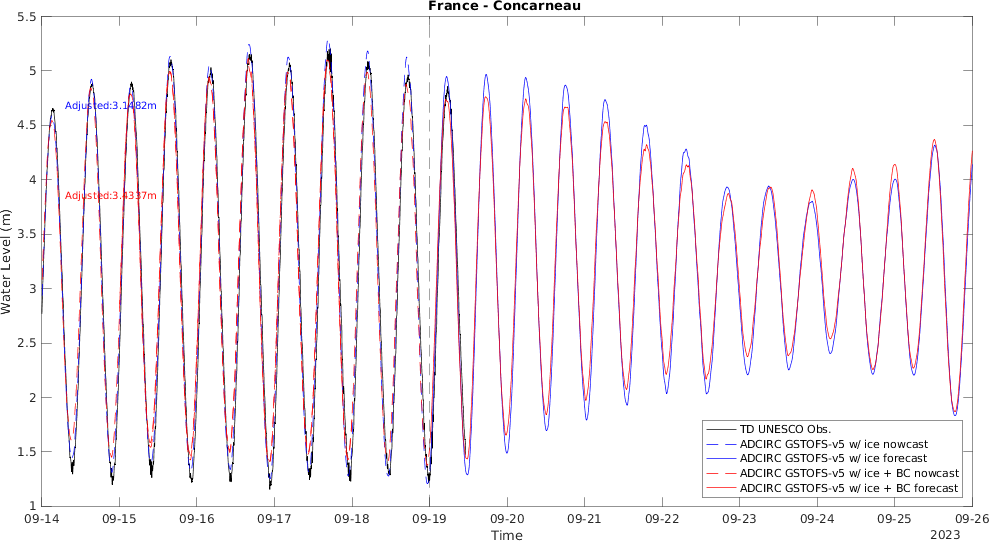 France - Concarneau
5.5
5
4.5
4
3.5
3
2.5
2
1.5
1
Water Level (m)
Adjusted:3.1482m
Adjusted:3.4337m
TD UNESCO Obs.
ADCIRC GSTOFS-v5 w/ ice nowcast
ADCIRC GSTOFS-v5 w/ ice forecast
ADCIRC GSTOFS-v5 w/ ice + BC nowcast
ADCIRC GSTOFS-v5 w/ ice + BC forecast
09-14 09-15 09-16 09-17 09-18 09-19 09-20 09-21 09-22 09-23 09-24 09-25 09-26
Time
2023